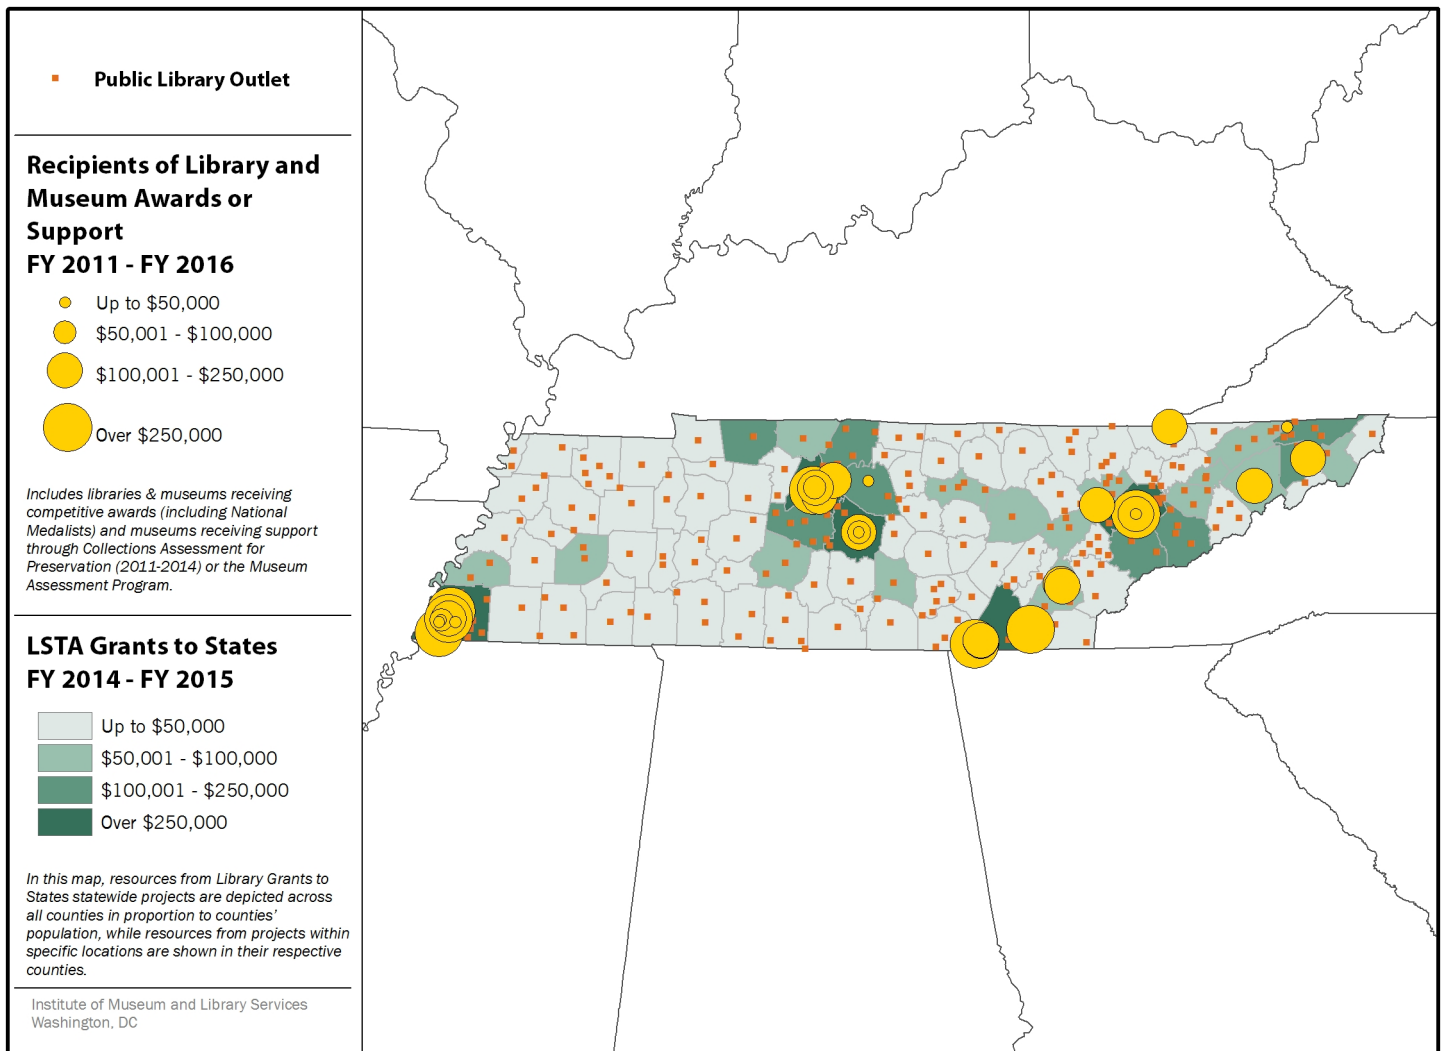 Public Library Outlet
Recipients of Library and
Museum Awards or
Support
FY 2011 - FY 2016
Up to $50,000
$50,001 - $100,000
$100,001 - $250,000
Over $250,000
Includes libraries & museums receiving
competitive awards (including National
Medalists) and museums receiving support
through Collections Assessment for
Preservation (2011-2014) or the Museum
Assessment Program.
LSTA Grants to States
FY 2014 - FY 2015
Up to $50,000
$50,001 - $100,000
$100,001 - $250,000
Over $250,000
In this map, resources from Library Grants to
States statewide projects are depicted across
all counties in proportion to counties'
population, while resources from projects within
specific locations are shown in their respective
counties.
Institute of Museum and Library Services
Washington, DC